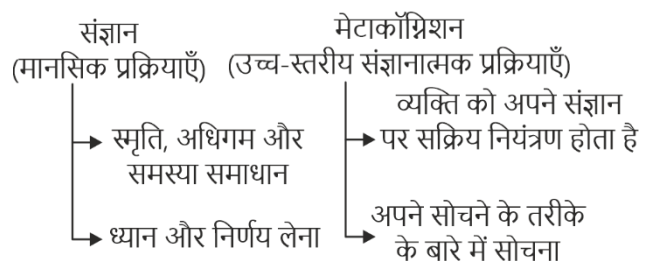 संज्ञान
(मानसिक प्रक्रियाएँ)
स्मृति, अधिगम और
समस्या समाधान
ध्यान और निर्णय लेना
मेटाकॉग्निशन
(उच्च-स्तरीय संज्ञानात्मक प्रक्रियाएँ)
व्यक्ति को अपने संज्ञान
पर सक्रिय नियंत्रण होता है
अपने सोचने के तरीके
के बारे में सोचना